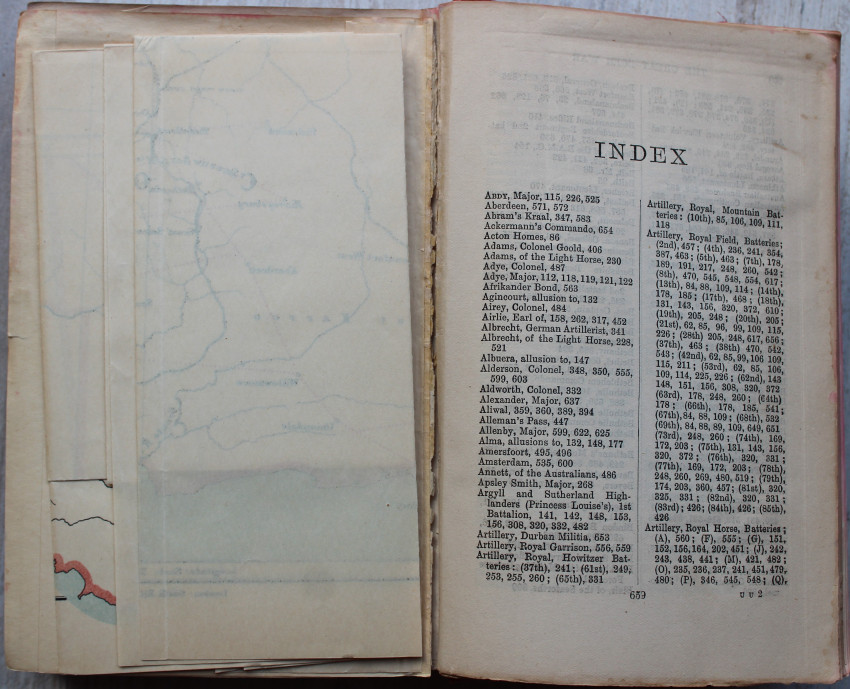 INDEX
ABDY, Major, 115, 226, 525
Aberdeen, 571, 572
Abram's Kraal, 347, 583
Ackermann's Commando, 654
Acton Homes, 86
Adams, Colonel Goold, 406
Adams, of the Light Horse, 230
Adye, Colonel, 487
Adye, Major, 112, 118, 119, 121, 122
Afrikander Bond, 563
Agincourt, allusion to, 132
Airey, Colonel, 484
Airlie, Earl of, 158, 262, 317, 452
Albrecht, German Artillerist, 341
Albrecht, of the Light Horse, 228,
521
Albuera, allusion to, 147
Alderson, Colonel, 348, 350, 555,
599, 603
Aldworth, Colonel, 332
Alexander, Major, 637
Aliwal, 359, 360, 389, 394
Alleman's Pass, 447
Allenby, Major, 599, 622, 625
Alma, allusions to, 132, 148, 177
Amersfoort, 495, 496
Amsterdam, 535, 600
Annett, of the Australians, 486
Apsley Smith, Major, 268
Argyll and Sutherland High-
landers (Princess Louise's), 1st
Battalion, 141, 142, 148, 153,
156, 308, 320, 332, 482
Artillery, Durban Militia, 653
Artillery, Royal Garrison, 556, 559
Artillery, Royal, Howitzer Bat-
teries: (37th), 241; (61st), 249,
253, 255, 260; (65th), 331
Artillery, Royal, Mountain Bat-
teries: (10th), 85, 106, 109, 111,
118
Artillery, Royal Field, Batteries;
(2nd), 457; (4th), 236, 241, 354,
387, 463; (5th), 463; (7th), 178,
189, 191, 217, 248, 260, 542;
(8th), 470, 545, 548, 554, 617;
(13th), 84, 88, 109, 114; (14th),
178, 185; (17th), 468; (18th),
131, 143, 156, 320, 372, 610;
(19th), 205, 248; (20th), 205;
(21st), 62, 85, 96, 99, 109, 115,
226; (28th) 205, 248, 617, 656;
(37th), 463; (38th) 470, 542,
543; (42nd), 62, 85, 99, 106, 109,
115, 211; (53rd), 62, 85, 106,
109, 114, 225, 226; (62nd), 143
148, 151, 156, 308, 320, 372
(63rd), 178, 248, 260; (64th)
178; (66th), 178, 185, 541;
(67th), 84, 88, 109; (68th), 532
(69th), 84, 88, 89, 109, 649, 651
(73rd), 248, 260; (74th), 169,
172, 203; (75th), 131, 143, 156,
320, 372; (76th), 320, 331;
(77th), 169, 172, 203; (78th),
248, 260, 269, 480, 519; (79th),
174, 203, 360, 457; (81st), 320,
325, 331; (82nd), 320, 331;
(83rd); 426; (84th), 426; (85th),
426
Artillery, Royal Horse, Batteries;
(A), 560; (F), 555; (G), 151,
152, 156, 164, 202, 451; (J), 242,
243, 438, 441; (M), 421, 482;
(O), 235, 236, 237, 241, 451, 479,
480; (P), 346, 545, 548; (Q),
659
U U 2